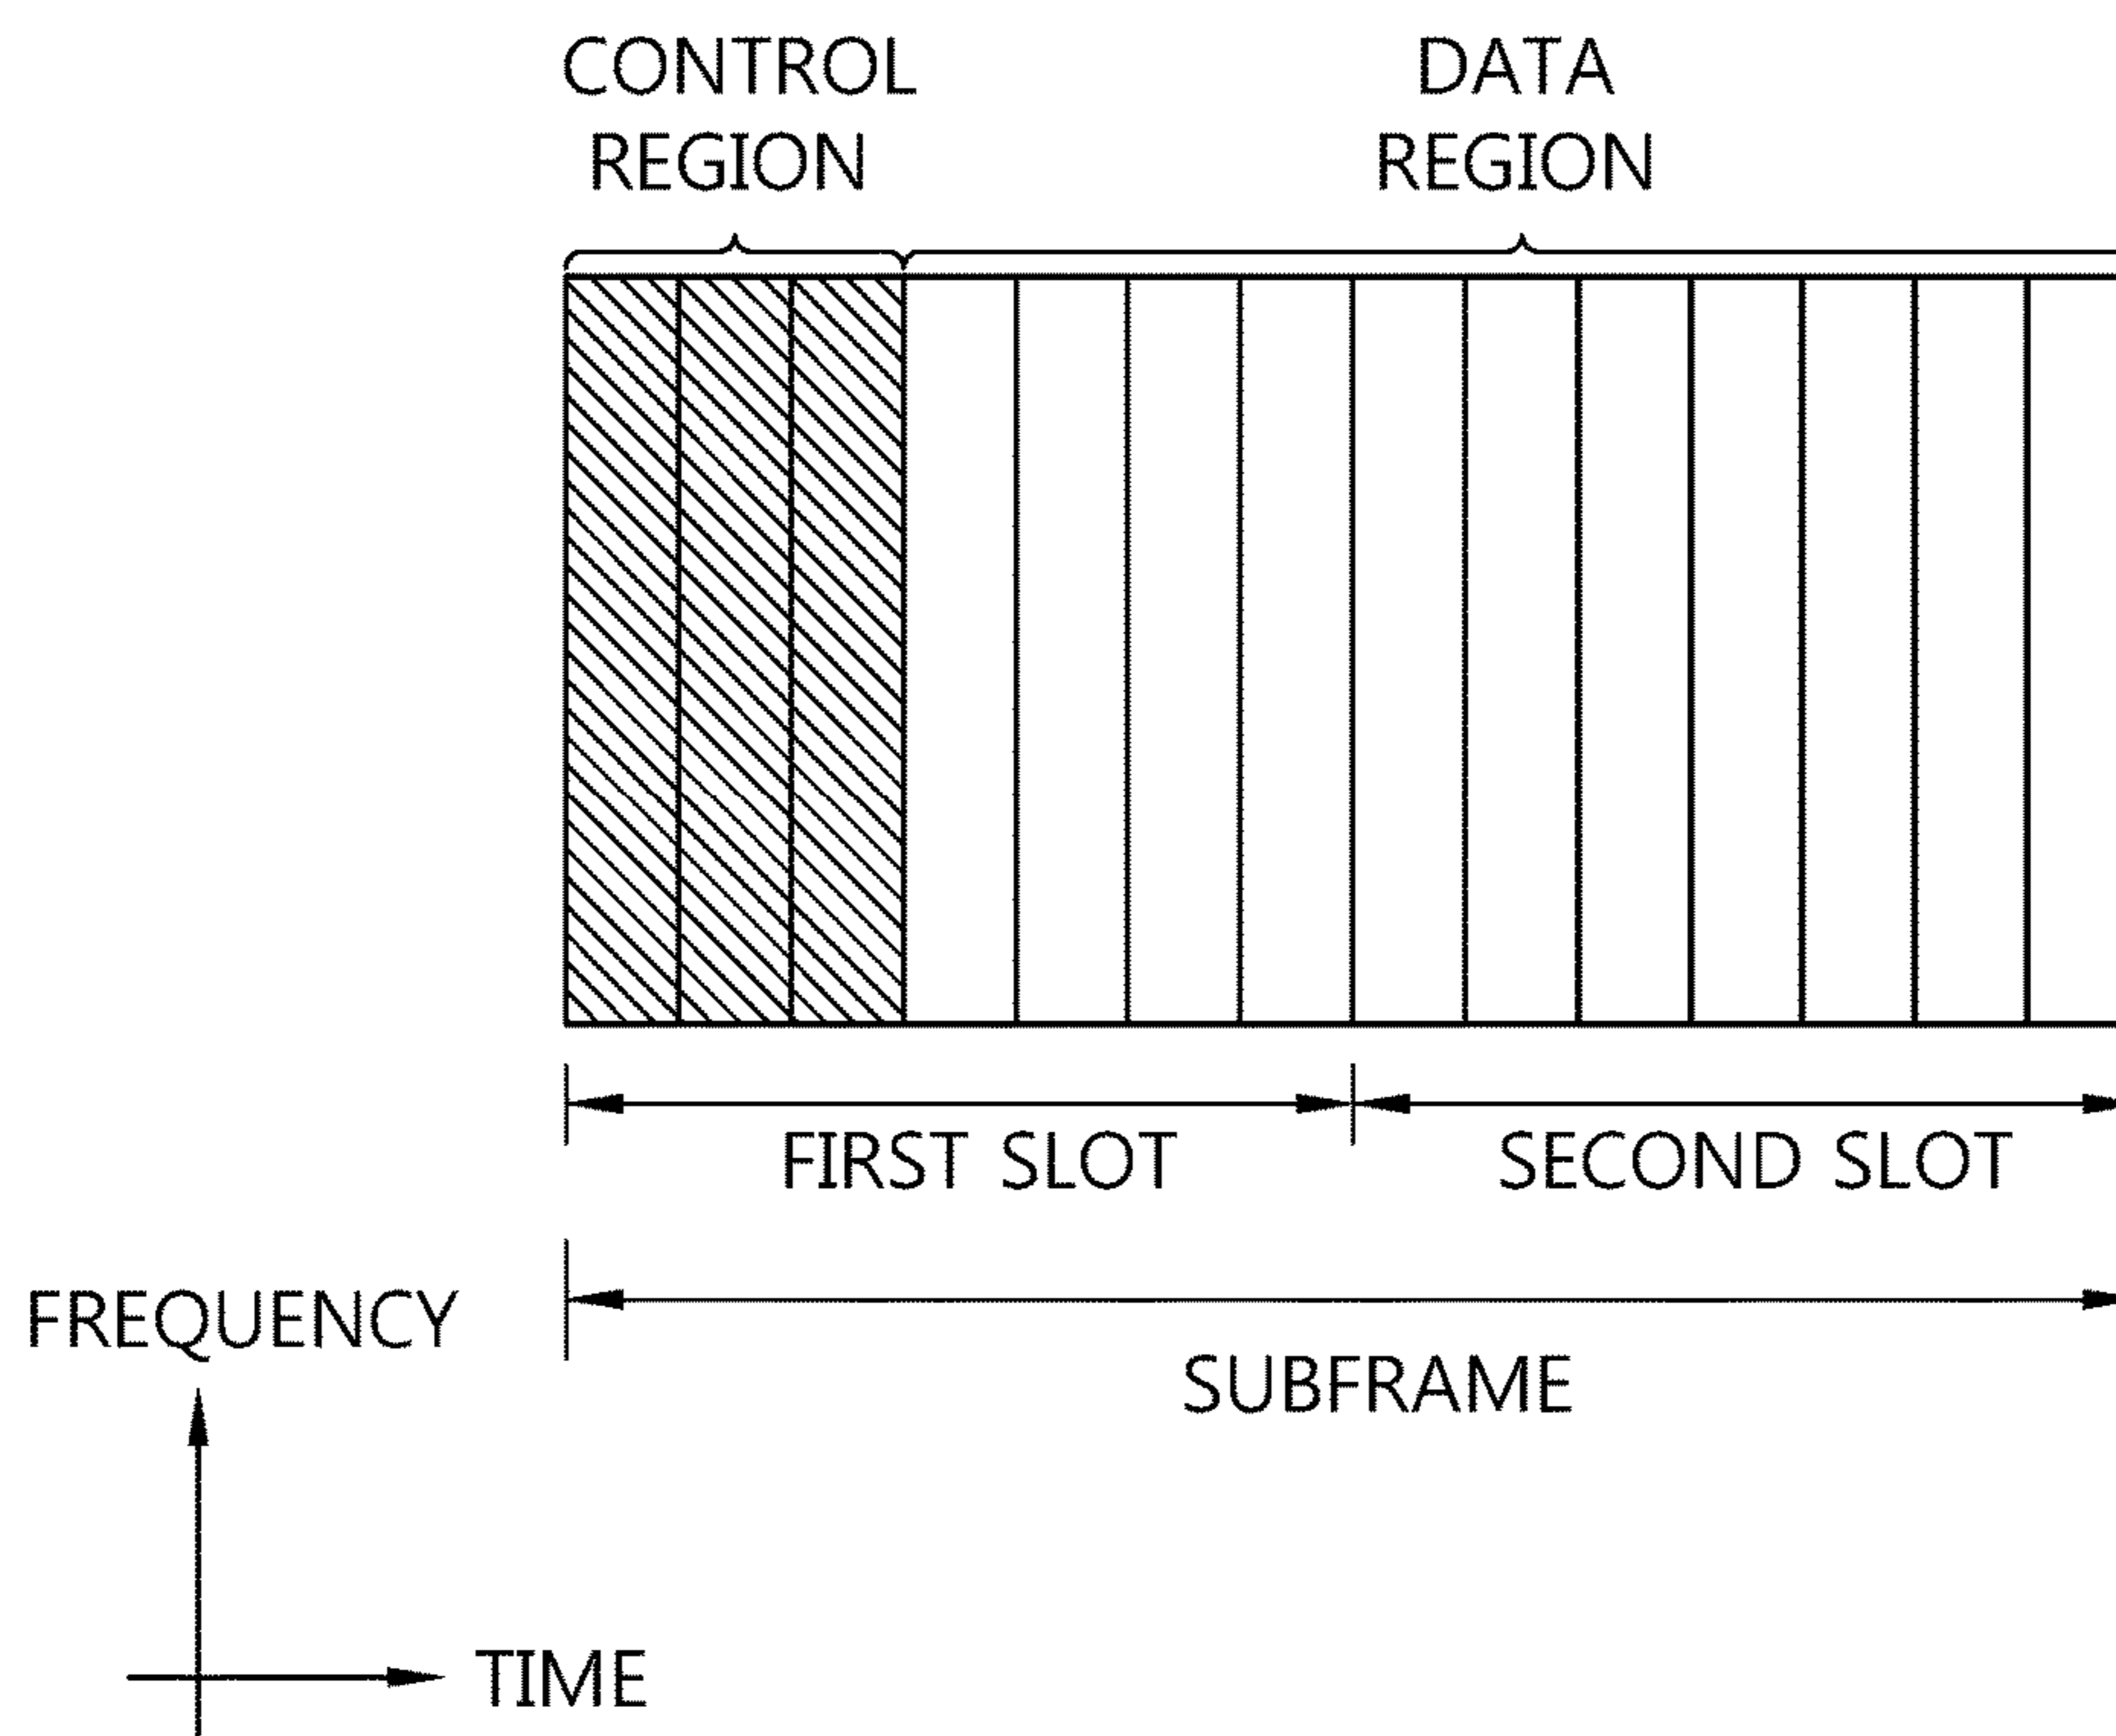 CONTROL
REGION
DATA
REGION
FIRST SLOT
SECOND SLOT
SUBFRAME
FREQUENCY
TIME